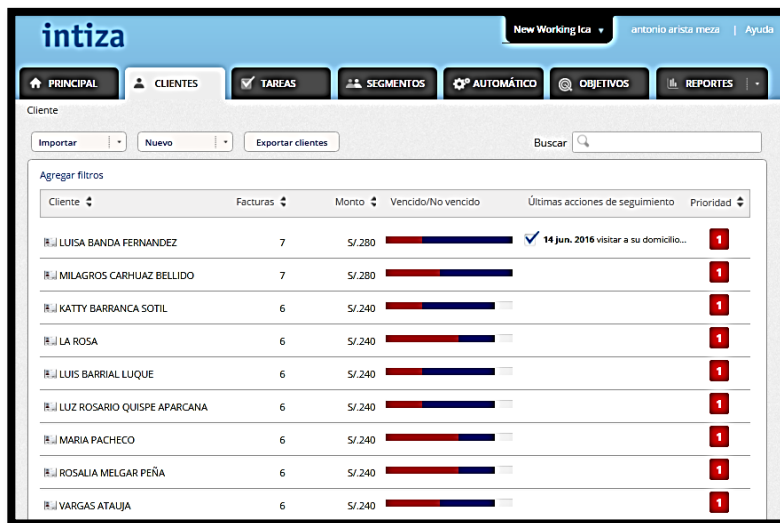 intiza
New Working Ica
antonio arista meza | Ayuda
PRINCIPAL CLIENTES TAREAS SEGMENTOS AUTOMÁTICO OBJETIVOS REPORTES
Cliente
Importar Nuevo Exportar clientes Buscar
Agregar filtros
Cliente Facturas Monto Vencido/No vencido Últimas acciones de seguimiento Prioridad
LUISA BANDA FERNANDEZ 7 S/.280 14 jun. 2016 visitar a su domicilio... 1
MILAGROS CARHUAZ BELLIDO 7 S/.280 1
KATTY BARRANCA SOTIL 6 S/.240 1
LA ROSA 6 S/.240 1
LUIS BARRIAL LUQUE 6 S/.240 1
LUZ ROSARIO QUISPE APARCANA 6 S/.240 1
MARIA PACHECO 6 S/.240 1
ROSALIA MELGAR PEÑA 6 S/.240 1
VARGAS ATAUJA 6 S/.240 1